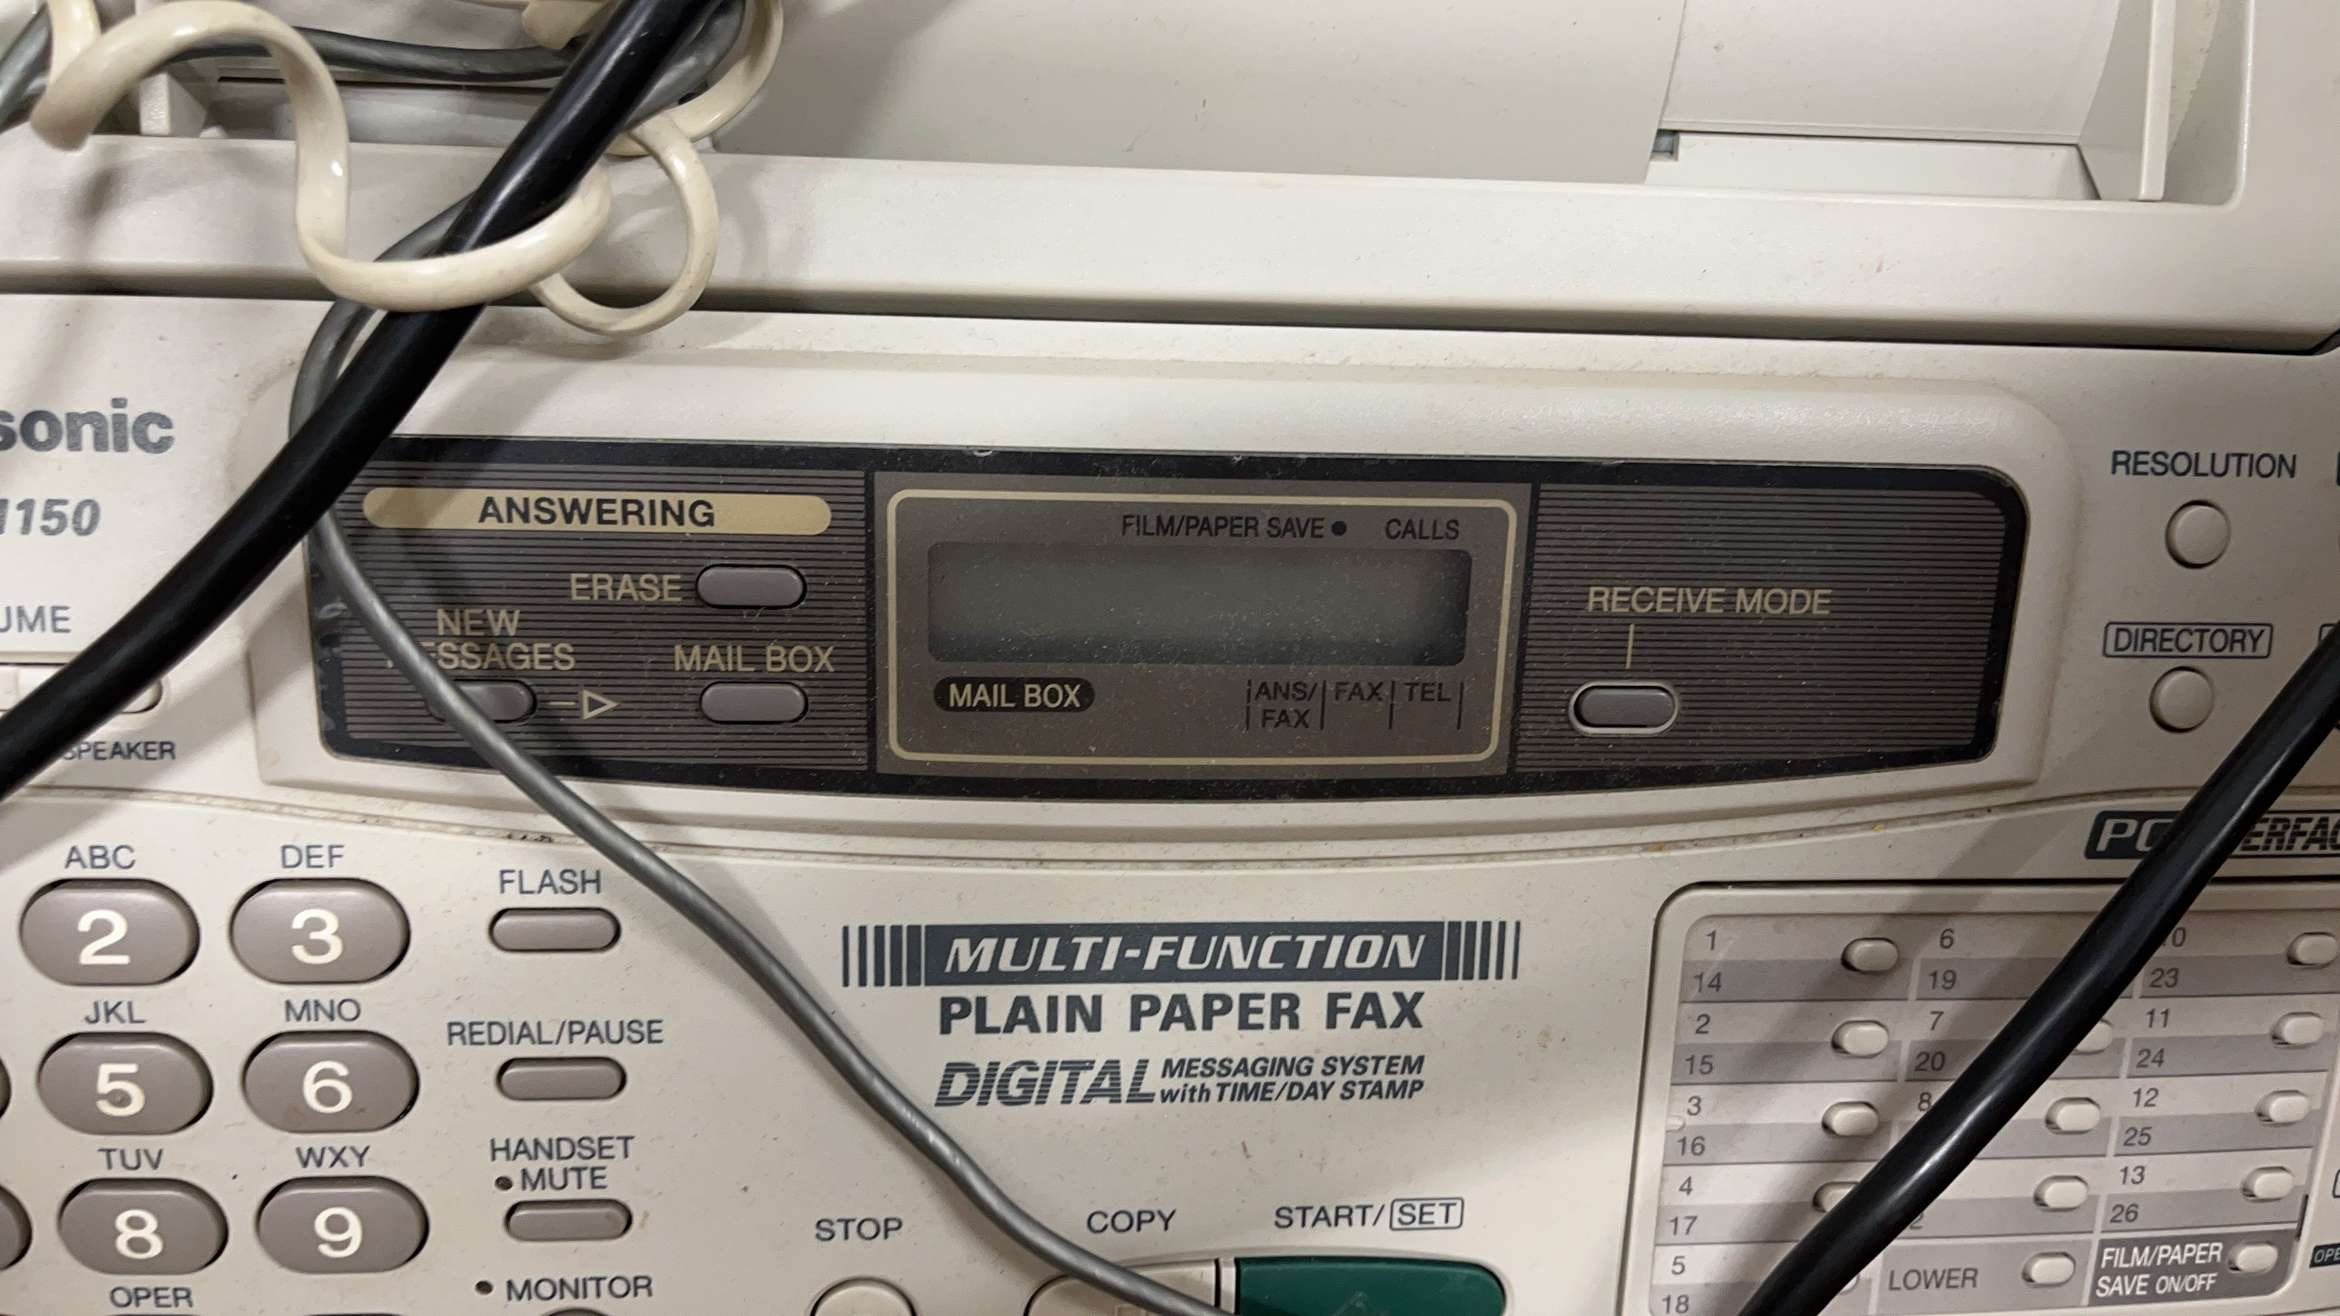 sonic
150
UME
SPEAKER
ANSWERING
ERASE
NEW
ESSAGES
MAIL BOX
FILM/PAPER SAVE ● CALLS
MAIL BOX
ANS/ FAX TEL
FAX
RECEIVE MODE
RESOLUTION
DIRECTORY
PC ERFA
ABC
2
DEF
3
FLASH
JKL
5
MNO
6
REDIAL/PAUSE
TUV
8
WXY
9
HANDSET
● MUTE
OPER
● MONITOR
MULTI-FUNCTION
PLAIN PAPER FAX
DIGITAL MESSAGING SYSTEM
with TIME/DAY STAMP
STOP
COPY
START/SET
1 6
14 19 23
2 7 11
15 20 24
3 8 12
16 25
4 13
17 26
5
18
LOWER
FILM/PAPER
SAVE ON/OFF
OPE